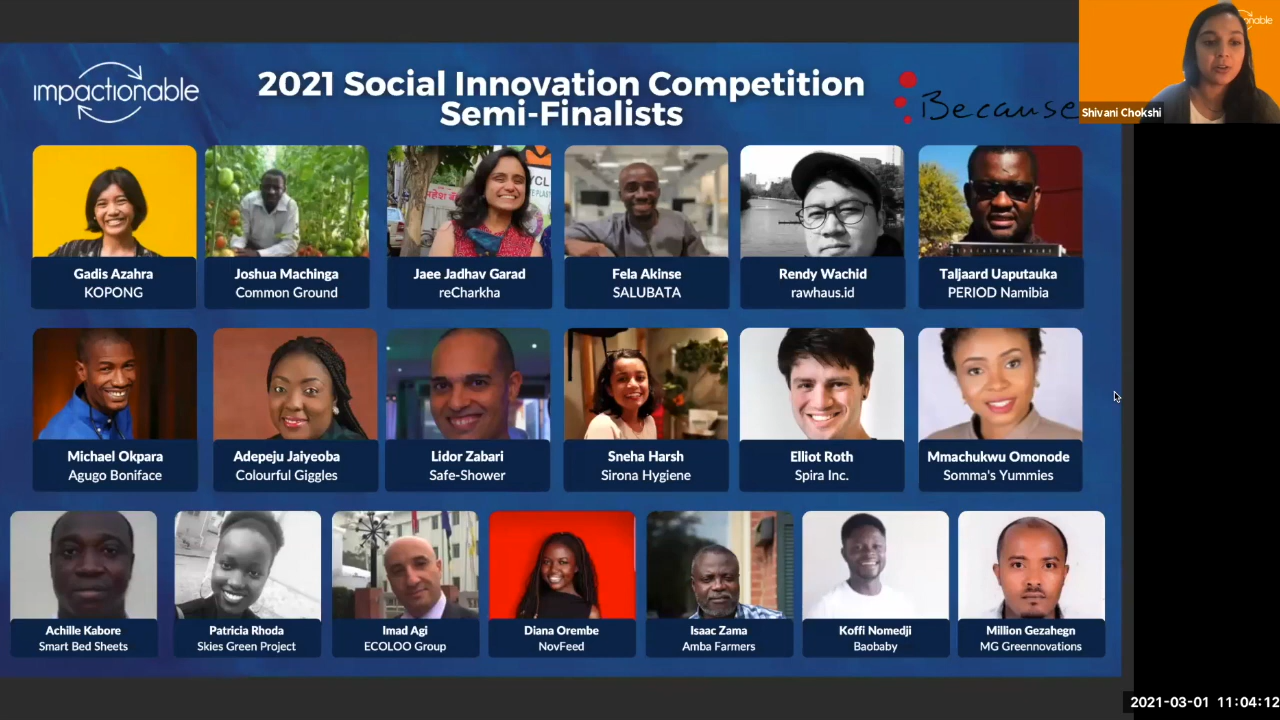 onable
Shivani Chokshi
impactionable
2021 Social Innovation Competition
Semi-Finalists
Because
Gadis Azahra
KOPONG
Joshua Machinga
Common Ground
Jaee Jadhav Garad
reCharkha
Fela Akinse
SALUBATA
Rendy Wachid
rawhaus.id
Taljaard Uaputauka
PERIOD Namibia
Michael Okpara
Agugo Boniface
Adepeju Jaiyeoba
Colourful Giggles
Lidor Zabari
Safe-Shower
Sneha Harsh
Sirona Hygiene
Elliot Roth
Spira Inc.
Mmachukwu Omonode
Somma's Yummies
Achille Kabore
Smart Bed Sheets
Patricia Rhoda
Skies Green Project
Imad Agi
ECOLOO Group
Diana Orembe
NovFeed
Isaac Zama
Amba Farmers
Koffi Nomedji
Baobaby
Million Gezahegn
MG Greennovations
2021-03-01 11:04:12